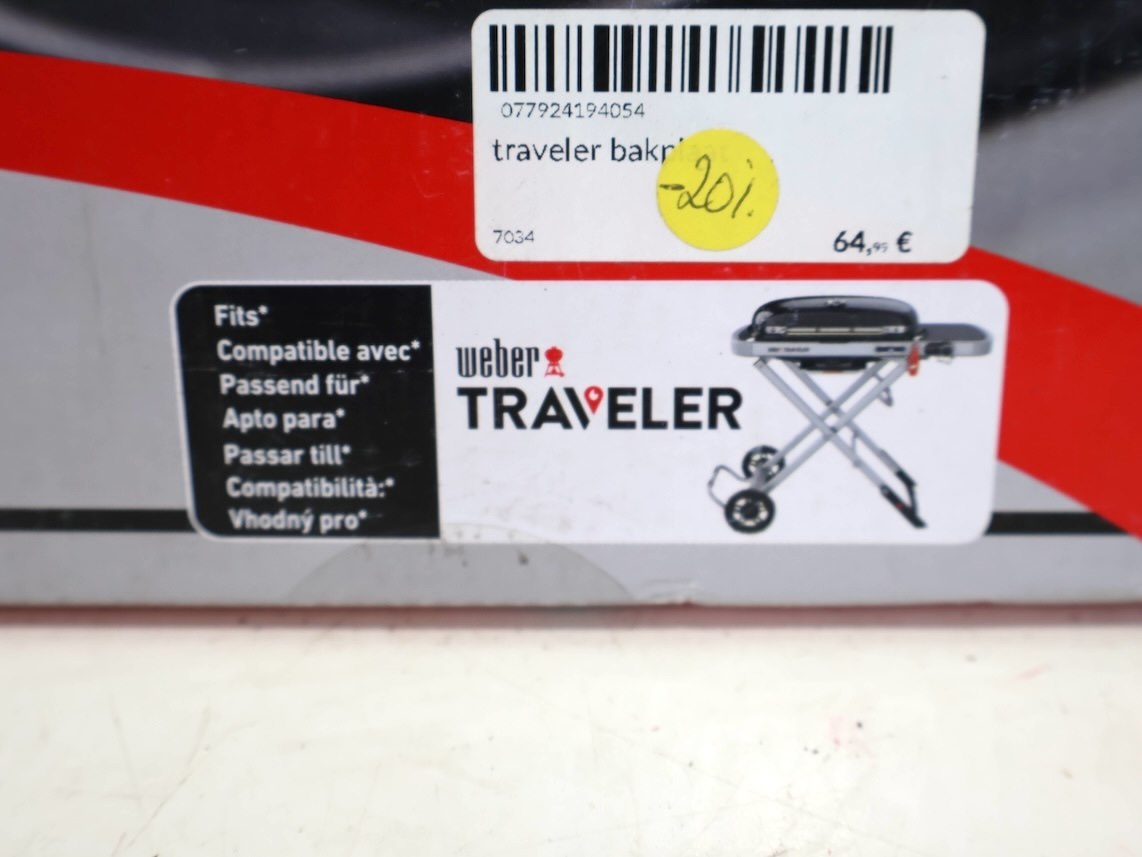 077924194054
traveler bakplaat
-20%
7034
64,95 €
Fits*
Compatible avec*
Passend für*
Apto para*
Passar till*
Compatibilità:*
Vhodný pro*
weber
TRAVELER